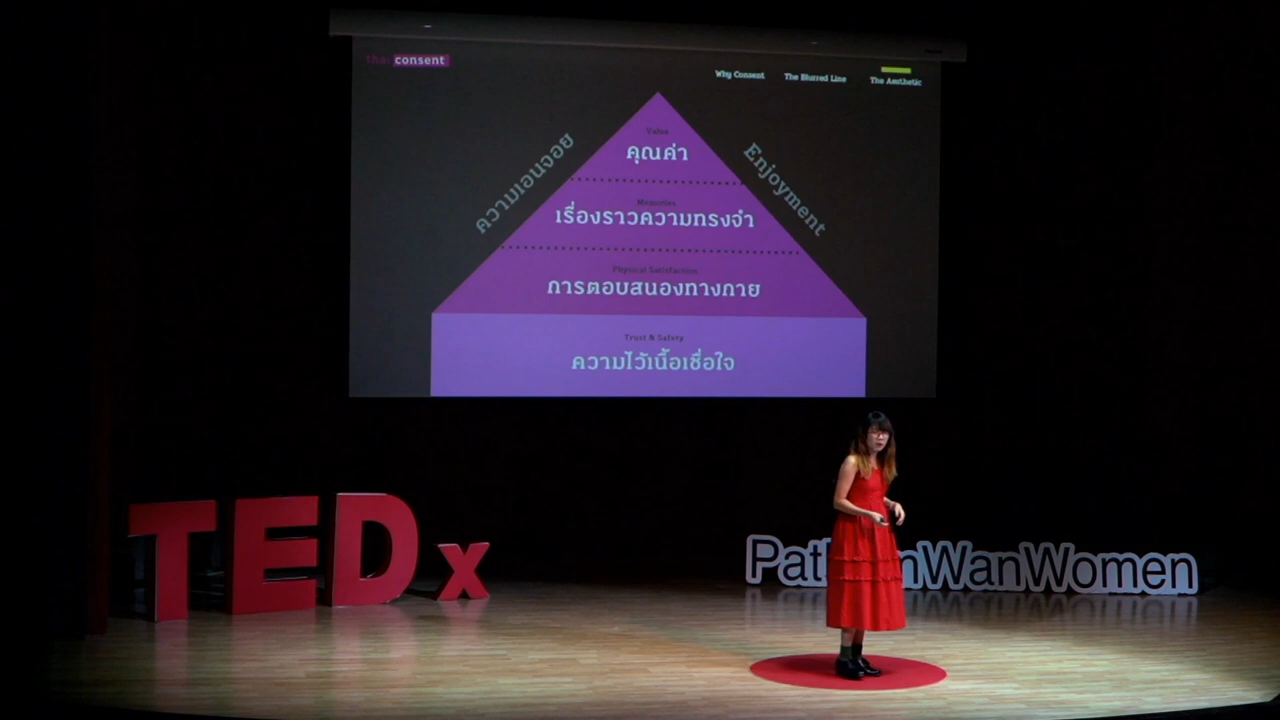 thai consent
Why Consent
The Blurred Line
The Aesthetic
ความเอนจอย
Enjoyment
Value
คุณค่า
Memories
เรื่องราวความทรงจำ
Physical Satisfaction
การตอบสนองทางกาย
Trust & Safety
ความไว้เนื้อเชื่อใจ
TEDx